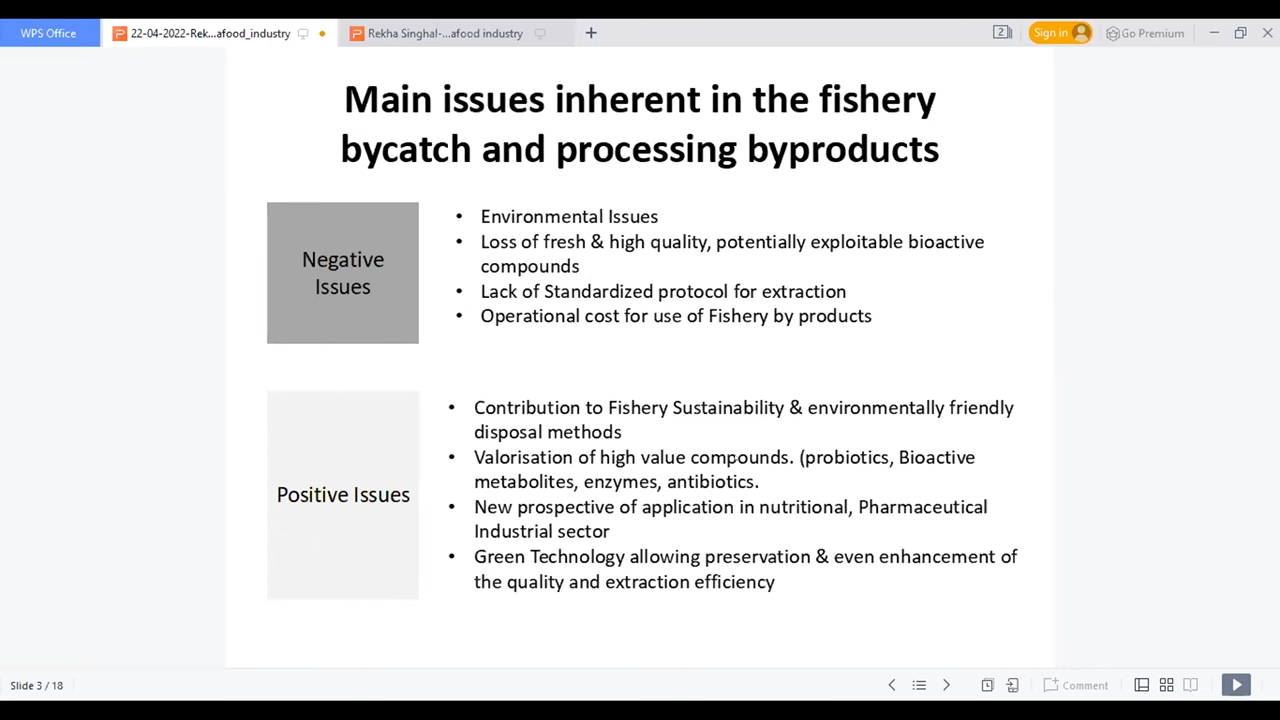 WPS Office
22-04-2022-Rek...afood_industry
Rekha Singhal-...afood industry
2
Sign in
Go Premium
Main issues inherent in the fishery
bycatch and processing byproducts
Negative
Issues
• Environmental Issues
• Loss of fresh & high quality, potentially exploitable bioactive
compounds
• Lack of Standardized protocol for extraction
• Operational cost for use of Fishery by products
Positive Issues
• Contribution to Fishery Sustainability & environmentally friendly
disposal methods
• Valorisation of high value compounds. (probiotics, Bioactive
metabolites, enzymes, antibiotics.
• New prospective of application in nutritional, Pharmaceutical
Industrial sector
• Green Technology allowing preservation & even enhancement of
the quality and extraction efficiency
Slide 3 / 18
Comment